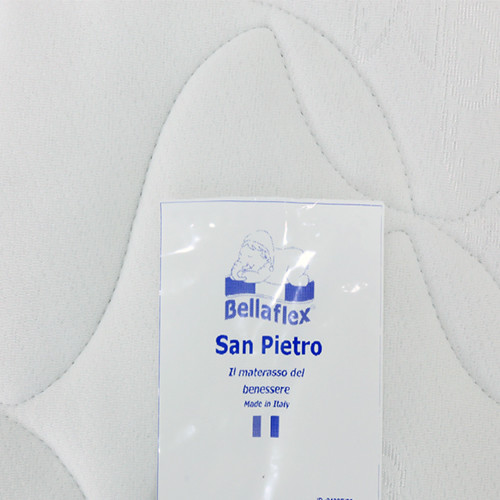 Bellaflex
San Pietro
Il materasso del
benessere
Made in Italy